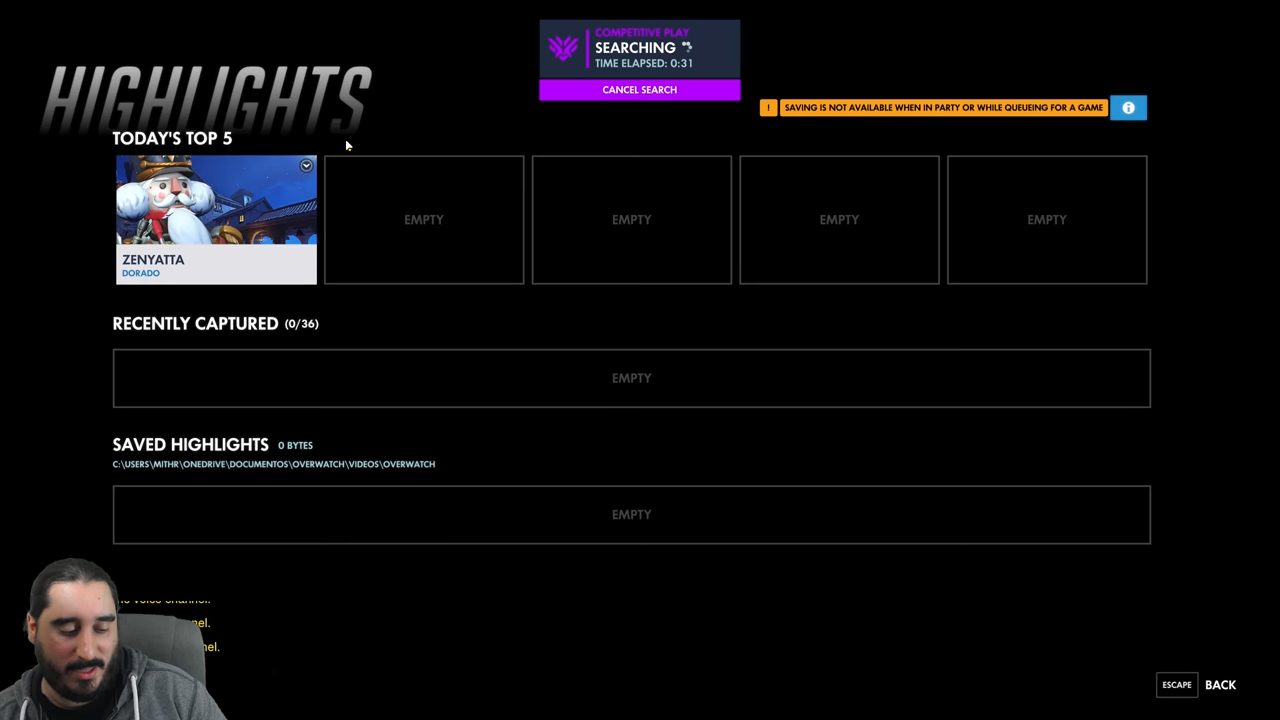 COMPETITIVE PLAY
SEARCHING
TIME ELAPSED: 0:31
CANCEL SEARCH
HIGHLIGHTS
! SAVING IS NOT AVAILABLE WHEN IN PARTY OR WHILE QUEUEING FOR A GAME
TODAY'S TOP 5
ZENYATTA
DORADO
EMPTY
EMPTY
EMPTY
EMPTY
RECENTLY CAPTURED (0/36)
EMPTY
SAVED HIGHLIGHTS 0 BYTES
C:\USERS\MITHR\ONEDRIVE\DOCUMENTOS\OVERWATCH\VIDEOS\OVERWATCH
EMPTY
voice channel.
ESCAPE BACK